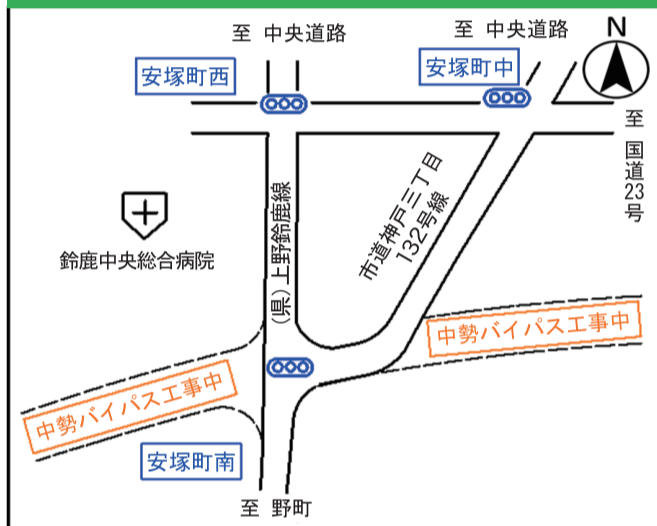 至 中央道路
至 中央道路
N
安塚町西
安塚町中
至 国道23号
市道神戸三丁目
132号線
(県)上野鈴鹿線
鈴鹿中央総合病院
中勢バイパス工事中
中勢バイパス工事中
安塚町南
至 野町